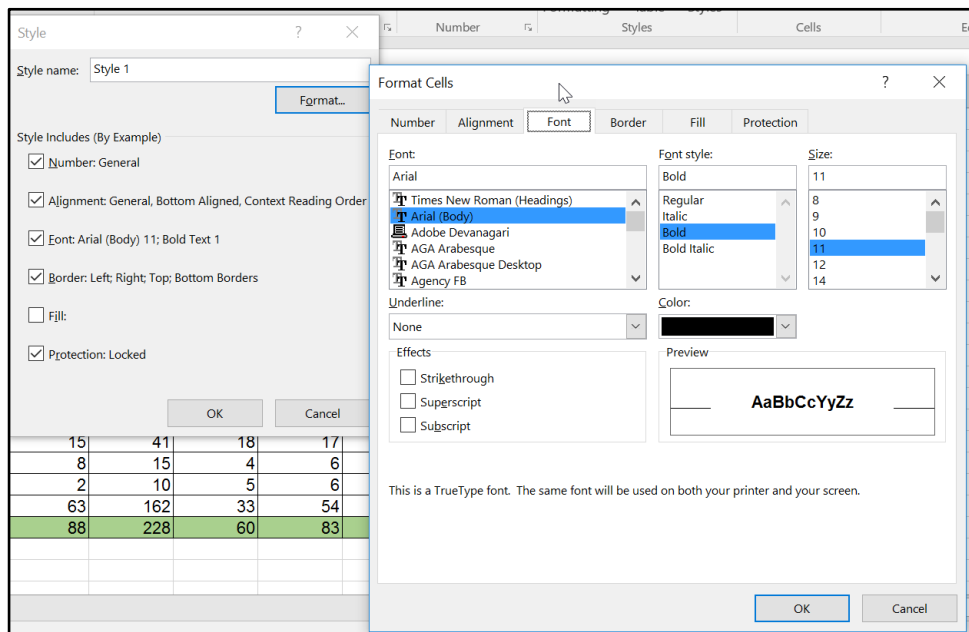 Number
Styles
Cells
Style
?
Style name: Style 1
Format...
Style Includes (By Example)
Number: General
Alignment: General, Bottom Aligned, Context Reading Order
Font: Arial (Body) 11; Bold Text 1
Border: Left; Right; Top; Bottom Borders
Fill:
Protection: Locked
OK Cancel
15 41 18 17
8 15 4 6
2 10 5 6
63 162 33 54
88 228 60 83
Format Cells
?
Number Alignment Font Border Fill Protection
Font: Font style: Size:
Arial Bold 11
Times New Roman (Headings) Regular 8
Arial (Body) Italic 9
Adobe Devanagari Bold 10
AGA Arabesque Bold Italic 11
AGA Arabesque Desktop 12
Agency FB 14
Underline: Color:
None
Effects Preview
Strikethrough
Superscript
Subscript
AaBbCcYyZz
This is a TrueType font. The same font will be used on both your printer and your screen.
OK Cancel